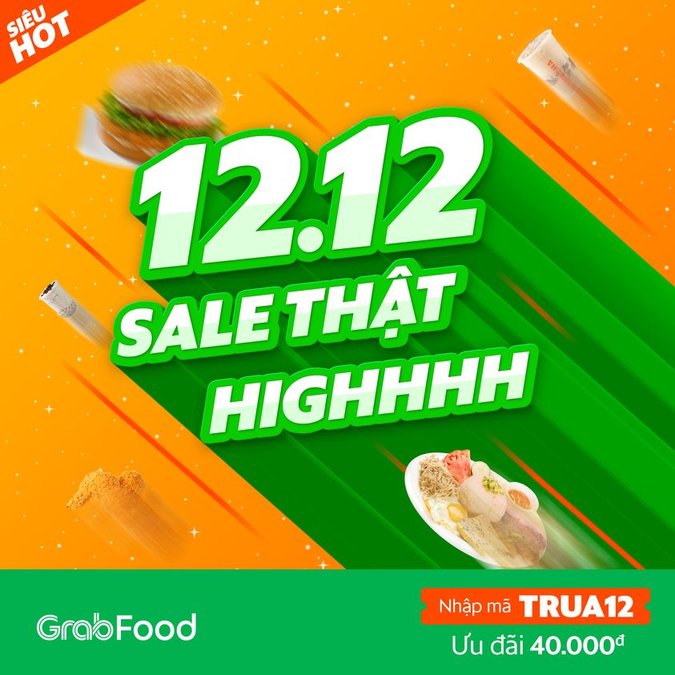 SIÊU
HOT
12.12
SALE THẬT
HIGHHHH
GrabFood
Nhập mã TRUA12
Ưu đãi 40.000đ